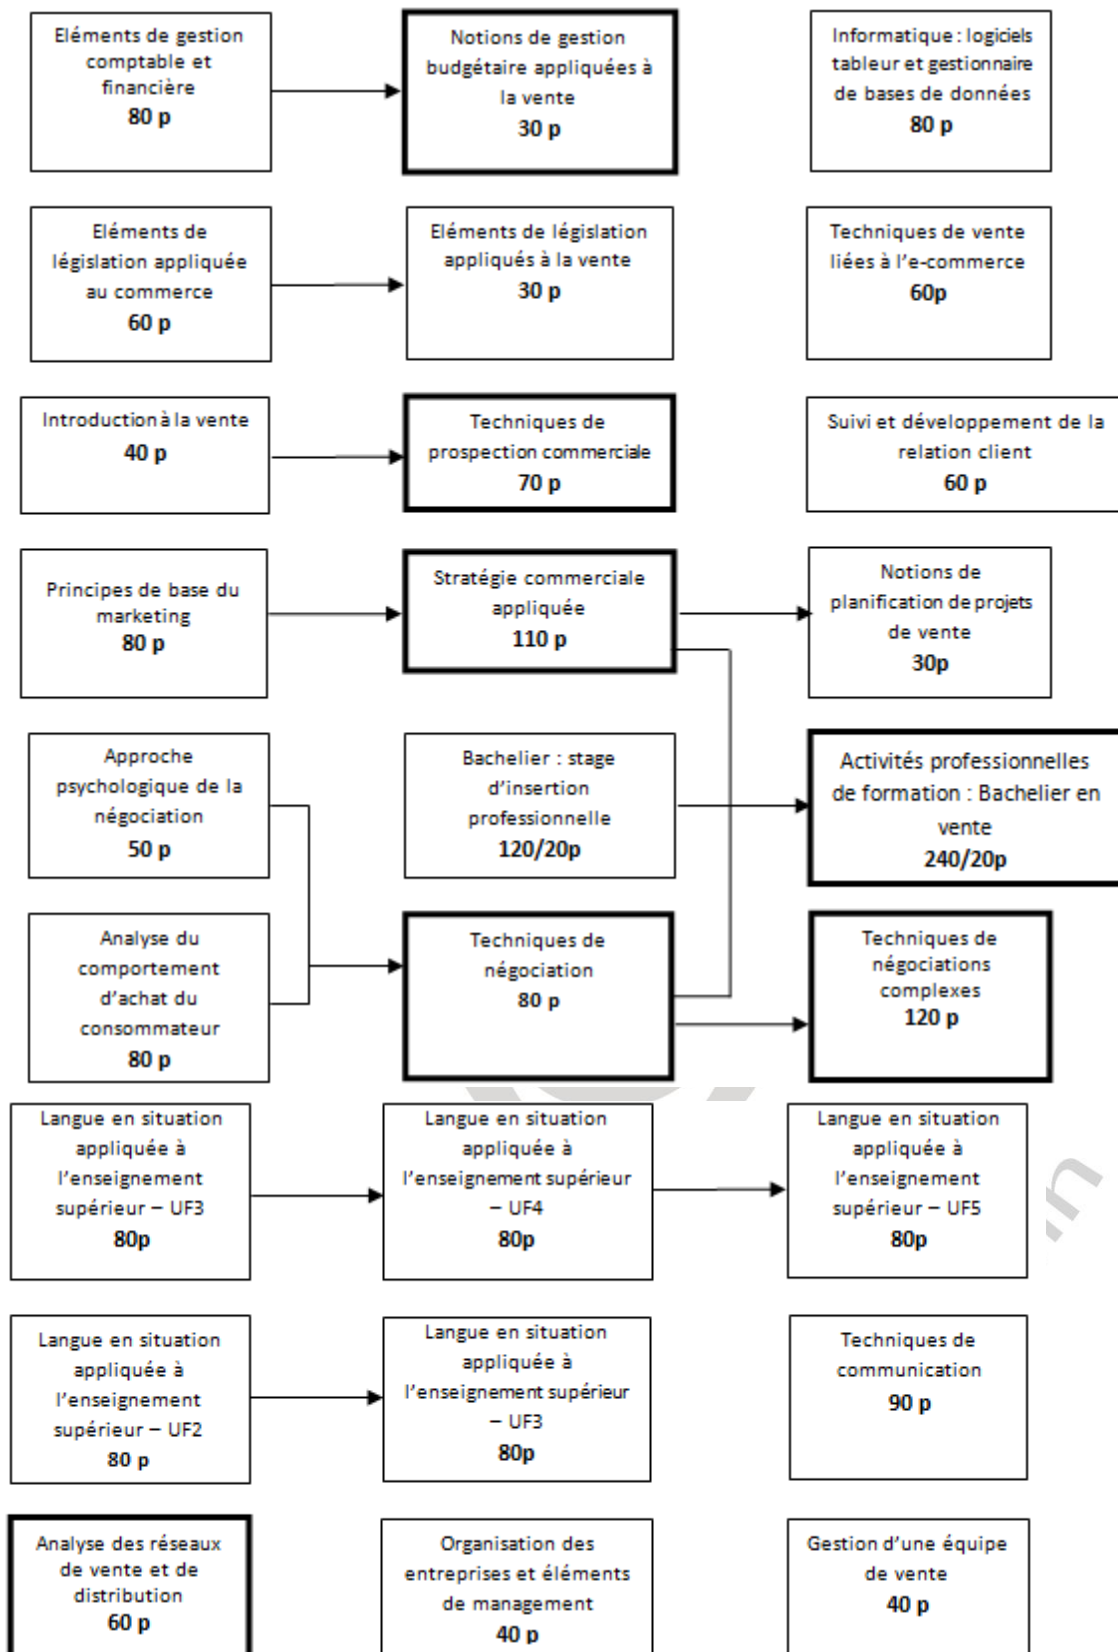 Eléments de gestion
comptable et
financière
80 p
Notions de gestion
budgétaire appliquées à
la vente
30 p
Informatique : logiciels
tableur et gestionnaire
de bases de données
80 p
Eléments de
législation appliquée
au commerce
60 p
Eléments de législation
appliqués à la vente
30 p
Techniques de vente
liées à l'e-commerce
60p
Introduction à la vente
40 p
Techniques de
prospection commerciale
70 p
Suivi et développement de la
relation client
60 p
Principes de base du
marketing
80 p
Stratégie commerciale
appliquée
110 p
Notions de
planification de projets
de vente
30p
Approche
psychologique de la
négociation
50 p
Bachelier : stage
d'insertion
professionnelle
120/20p
Activités professionnelles
de formation : Bachelier en
vente
240/20p
Analyse du
comportement
d'achat du
consommateur
80 p
Techniques de
négociation
80 p
Techniques de
négociations
complexes
120 p
Langue en situation
appliquée à
l'enseignement
supérieur – UF3
80p
Langue en situation
appliquée à
l'enseignement supérieur
– UF4
80p
Langue en situation
appliquée à
l'enseignement
supérieur – UF5
80p
Langue en situation
appliquée à
l'enseignement
supérieur – UF2
80 p
Langue en situation
appliquée à
l'enseignement supérieur
– UF3
80p
Techniques de
communication
90 p
Analyse des réseaux
de vente et de
distribution
60 p
Organisation des
entreprises et éléments
de management
40 p
Gestion d'une équipe
de vente
40 p